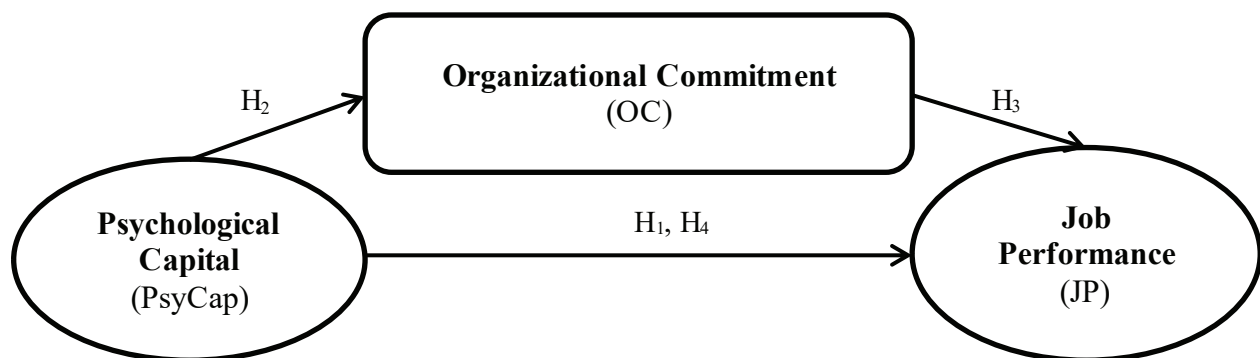 Organizational Commitment
(OC)
H₂
H₃
Psychological
Capital
(PsyCap)
H₁, H₄
Job
Performance
(JP)